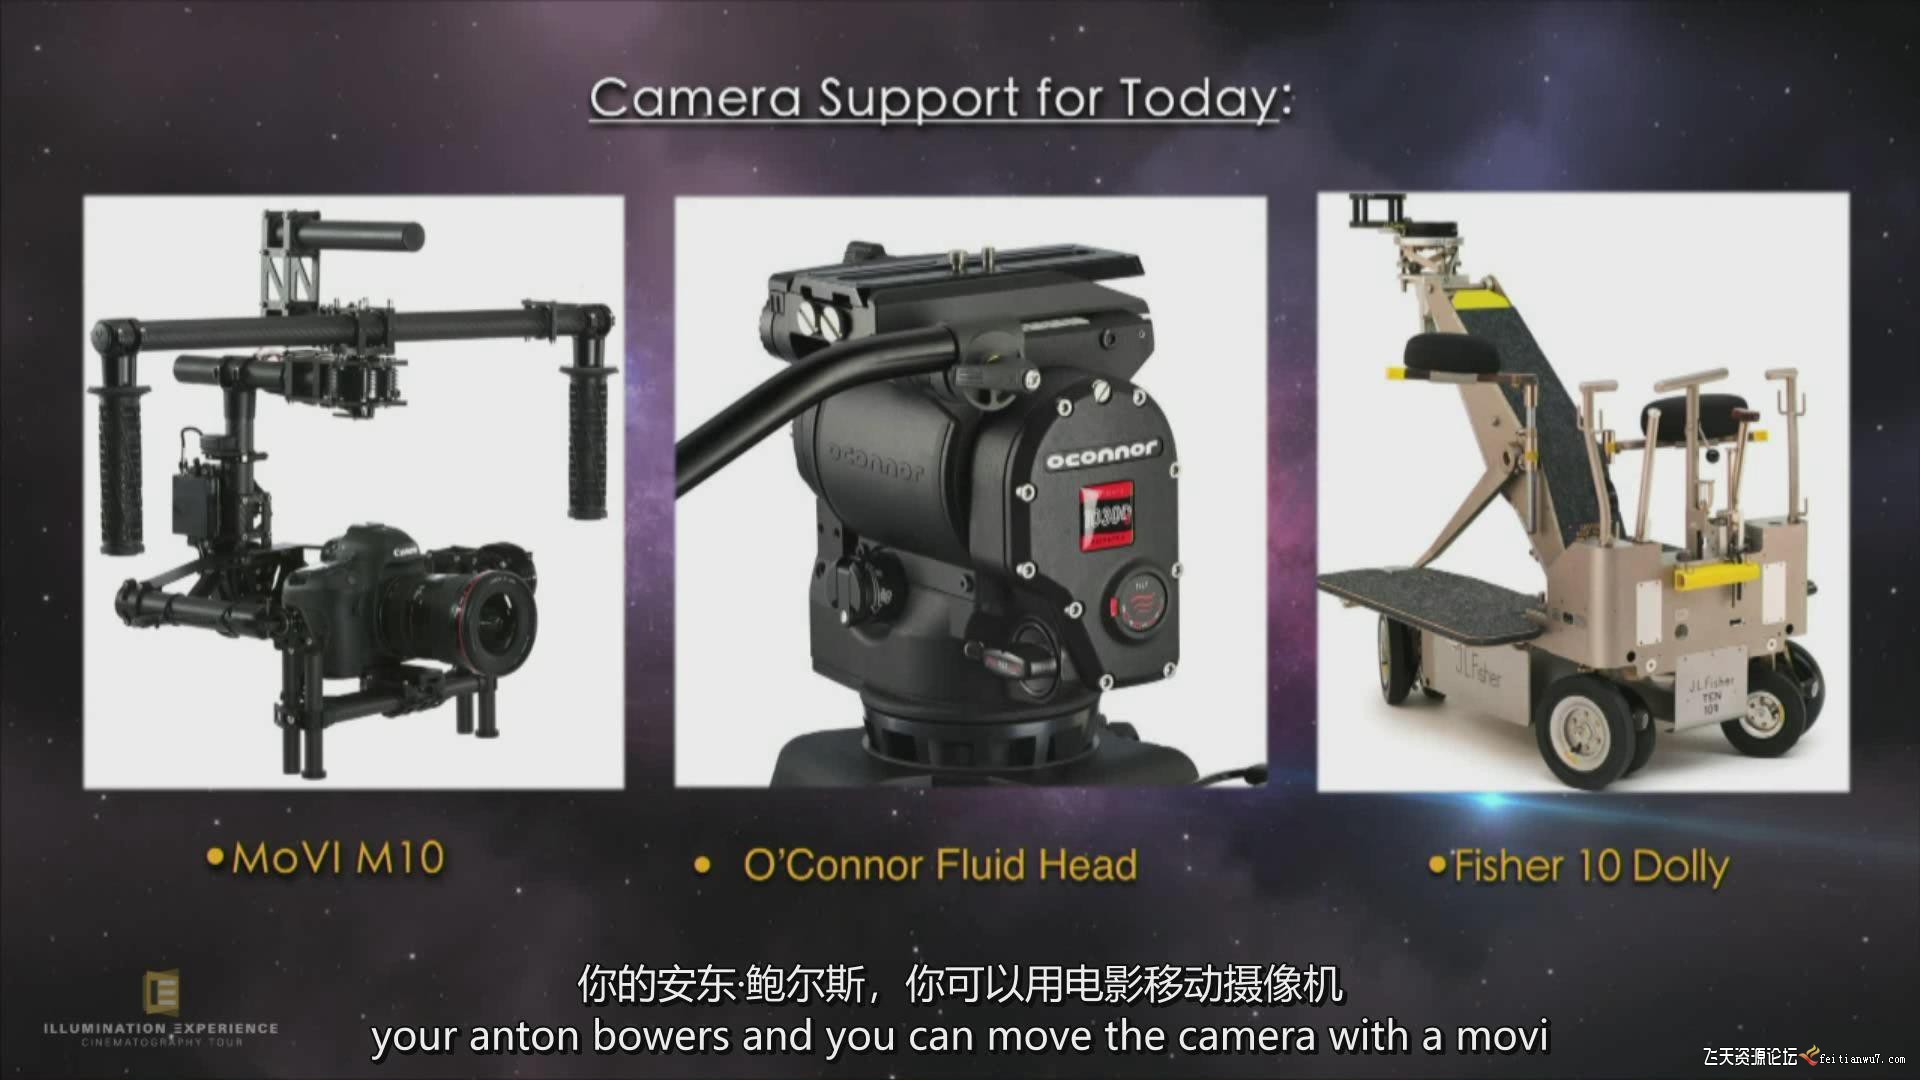 Camera Support for Today:
Canon
oconnor
oconnor
10300
TILT
J.L.Fisher
J.L.Fisher
TEN
109
•MoVI M10
• O'Connor Fluid Head
•Fisher 10 Dolly
你的安东·鲍尔斯，你可以用电影移动摄像机
your anton bowers and you can move the camera with a movi
ILLUMINATION EXPERIENCE
CINEMATOGRAPHY TOUR
飞天资源论坛 feitianwu7.com